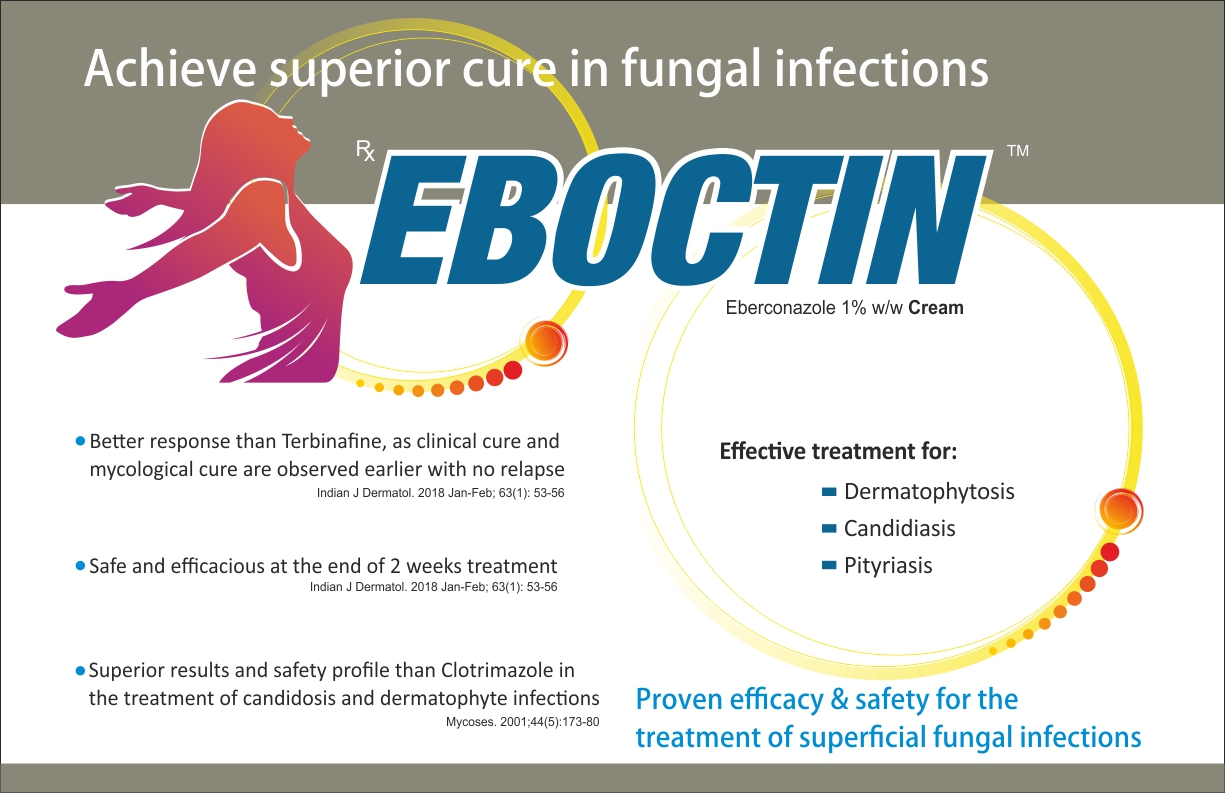 Achieve superior cure in fungal infections
Rx EBOCTIN TM
Eberconazole 1% w/w Cream
• Better response than Terbinafine, as clinical cure and
mycological cure are observed earlier with no relapse
Indian J Dermatol. 2018 Jan-Feb; 63(1): 53-56
• Safe and efficacious at the end of 2 weeks treatment
Indian J Dermatol. 2018 Jan-Feb; 63(1): 53-56
• Superior results and safety profile than Clotrimazole in
the treatment of candidosis and dermatophyte infections
Mycoses. 2001;44(5):173-80
Effective treatment for:
Dermatophytosis
Candidiasis
Pityriasis
Proven efficacy & safety for the
treatment of superficial fungal infections